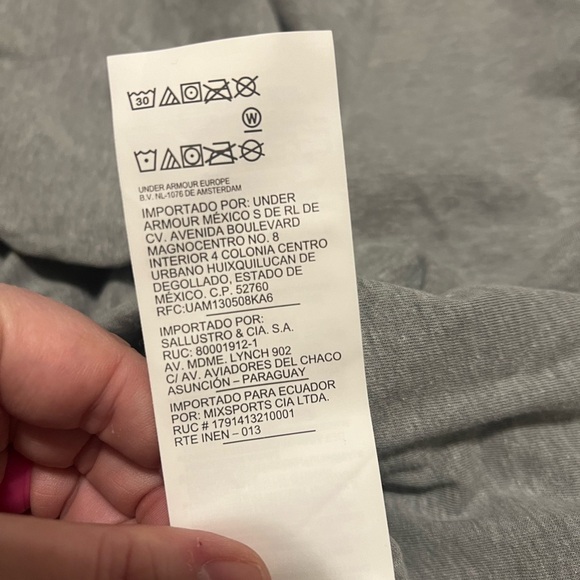 30
W
UNDER ARMOUR EUROPE
B.V. NL-1076 DE AMSTERDAM
IMPORTADO POR: UNDER
ARMOUR MÉXICO S DE RL DE
CV. AVENIDA BOULEVARD
MAGNOCENTRO NO. 8
INTERIOR 4 COLONIA CENTRO
URBANO HUIXQUILUCAN DE
DEGOLLADO, ESTADO DE
MÉXICO. C.P. 52760
RFC:UAM130508KA6
IMPORTADO POR:
SALLUSTRO & CIA. S.A.
RUC: 80001912-1
AV. MDME. LYNCH 902
C/ AV. AVIADORES DEL CHACO
ASUNCIÓN – PARAGUAY
IMPORTADO PARA ECUADOR
POR: MIXSPORTS CIA LTDA.
RUC # 1791413210001
RTE INEN – 013